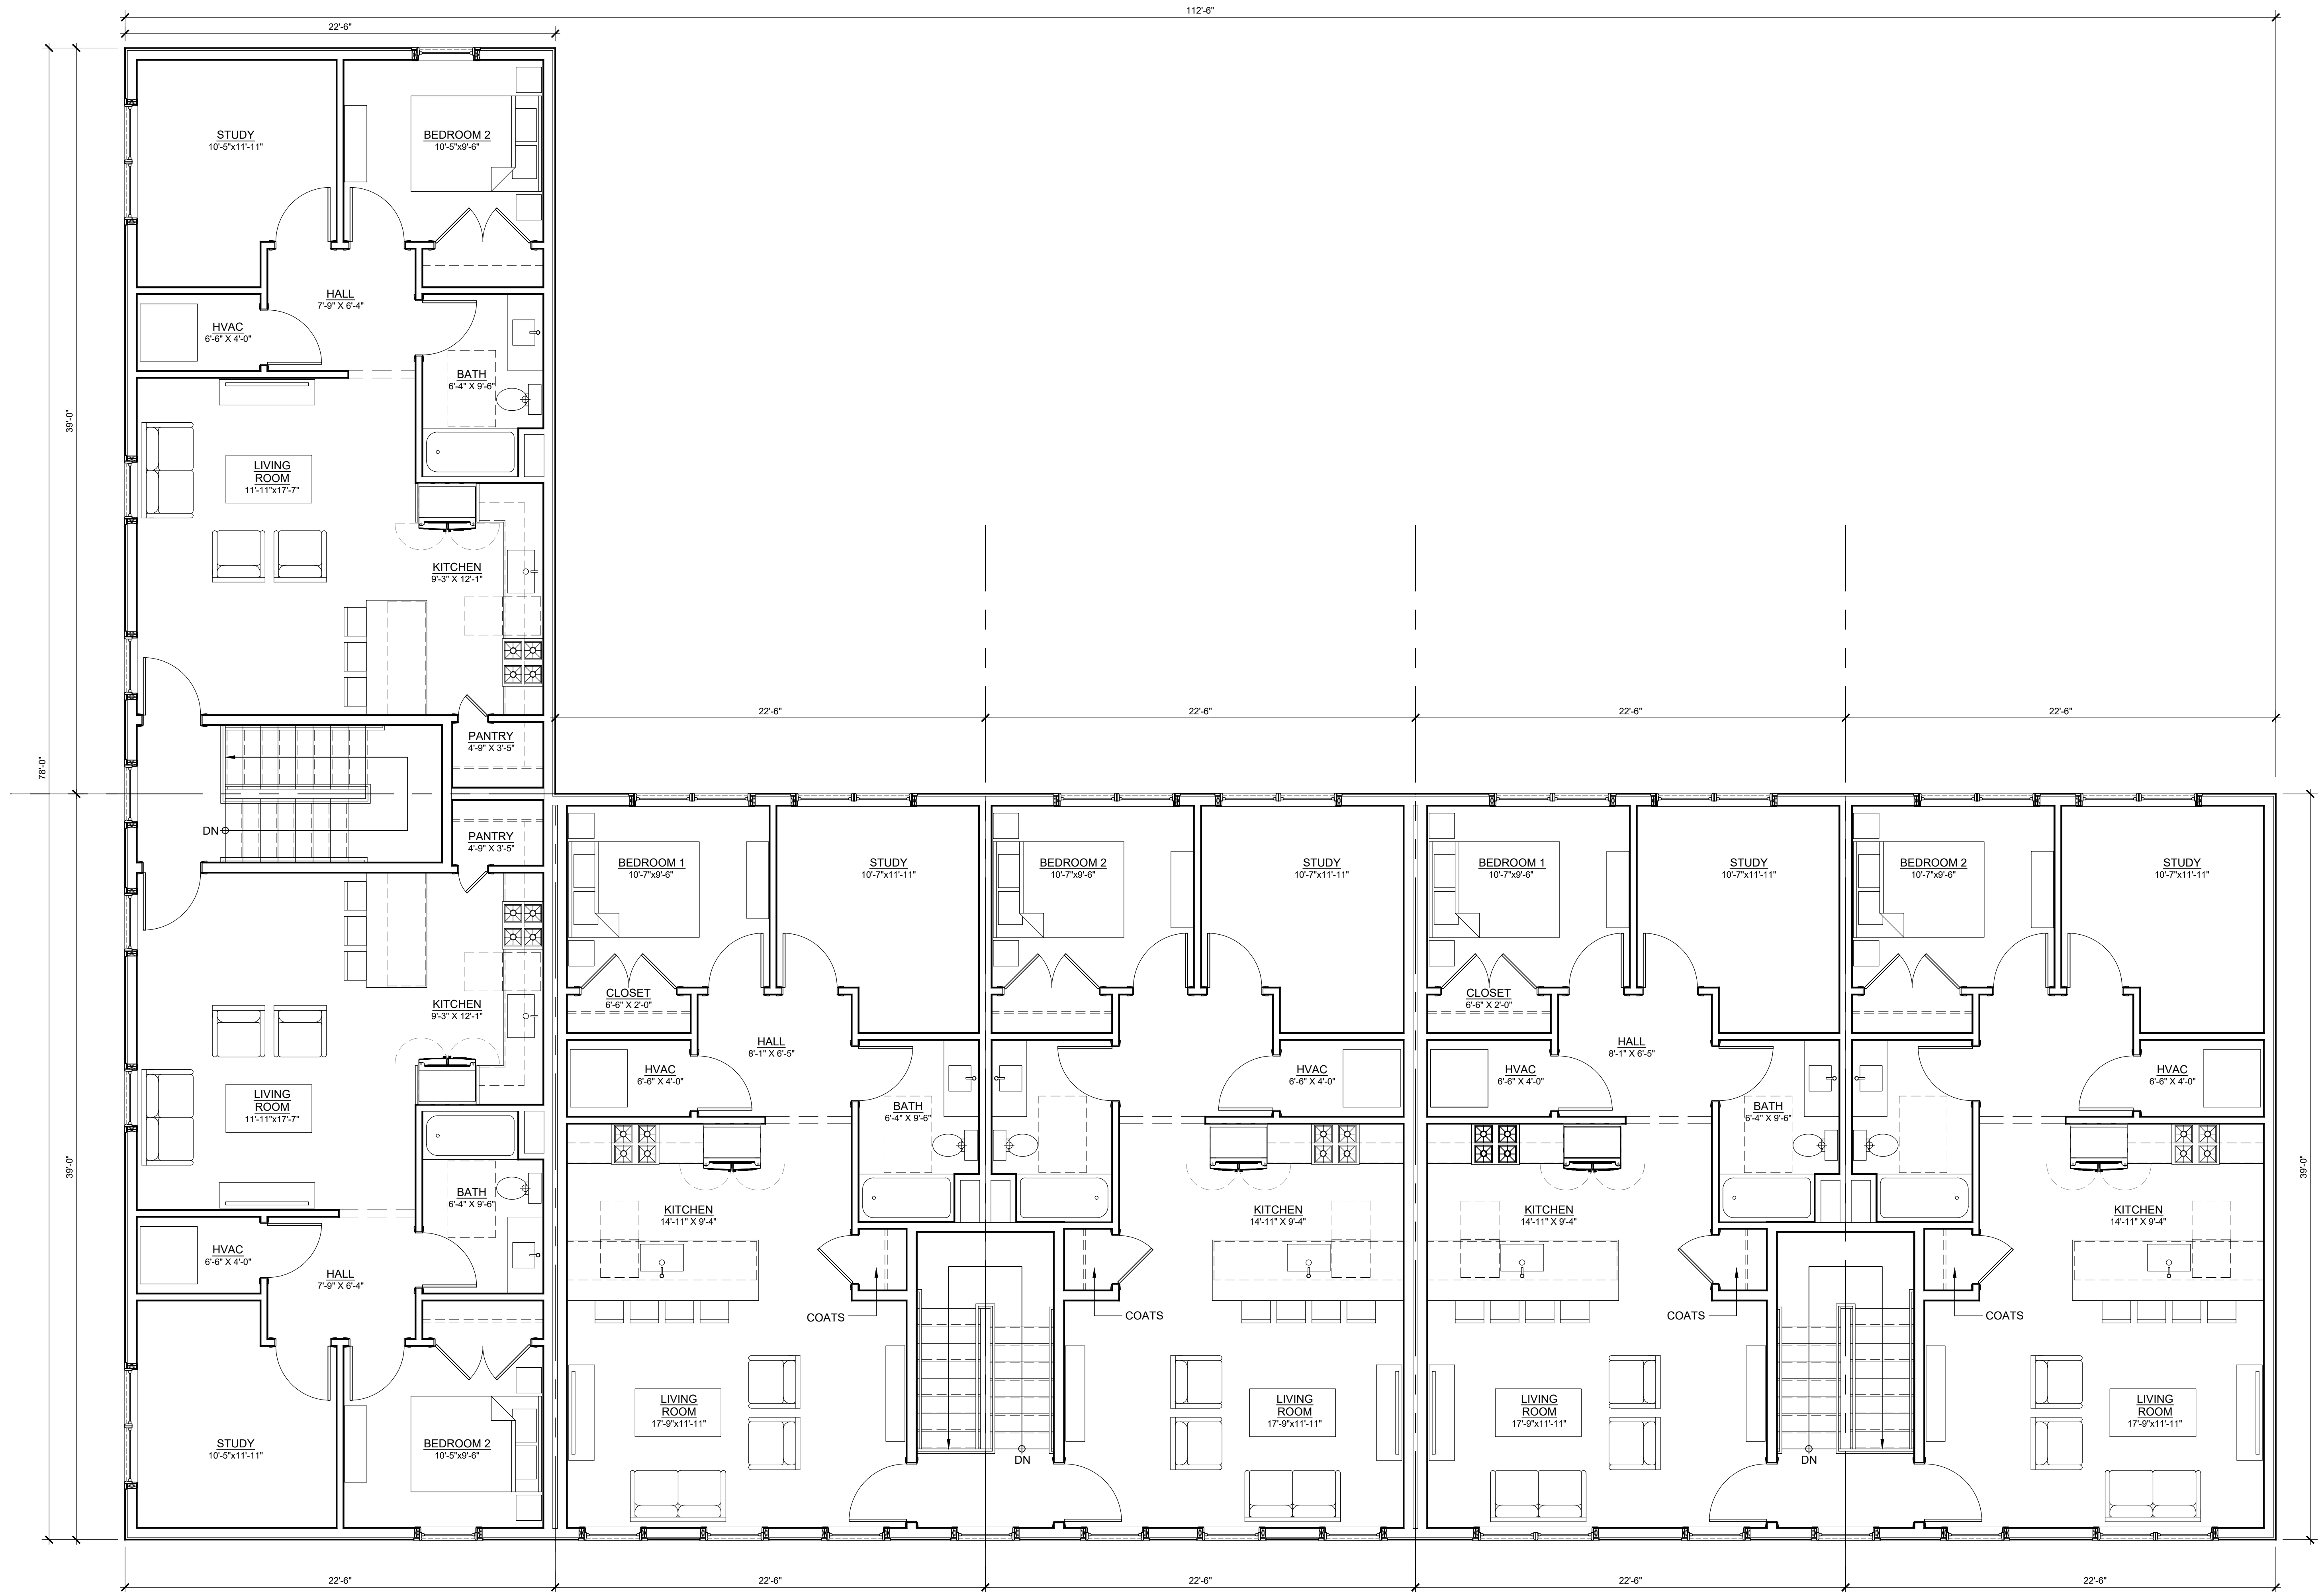 112'-6"
22'-6"
STUDY
10'-5"x11'-11"
BEDROOM 2
10'-5"x9'-6"
HALL
7'-9" X 6'-4"
HVAC
6'-6" X 4'-0"
BATH
6'-4" X 9'-6"
39'-0"
LIVING
ROOM
11'-11"x17'-7"
KITCHEN
9'-3" X 12'-1"
78'-0"
PANTRY
4'-9" X 3'-5"
DN
PANTRY
4'-9" X 3'-5"
KITCHEN
9'-3" X 12'-1"
LIVING
ROOM
11'-11"x17'-7"
39'-0"
BATH
6'-4" X 9'-6"
HVAC
6'-6" X 4'-0"
HALL
7'-9" X 6'-4"
STUDY
10'-5"x11'-11"
BEDROOM 2
10'-5"x9'-6"
22'-6"
22'-6"
22'-6"
22'-6"
BEDROOM 1
10'-7"x9'-6"
STUDY
10'-7"x11'-11"
BEDROOM 2
10'-7"x9'-6"
STUDY
10'-7"x11'-11"
BEDROOM 1
10'-7"x9'-6"
STUDY
10'-7"x11'-11"
BEDROOM 2
10'-7"x9'-6"
STUDY
10'-7"x11'-11"
CLOSET
6'-6" X 2'-0"
CLOSET
6'-6" X 2'-0"
HALL
8'-1" X 6'-5"
HALL
8'-1" X 6'-5"
HVAC
6'-6" X 4'-0"
HVAC
6'-6" X 4'-0"
HVAC
6'-6" X 4'-0"
HVAC
6'-6" X 4'-0"
BATH
6'-4" X 9'-6"
BATH
6'-4" X 9'-6"
39'-0"
KITCHEN
14'-11" X 9'-4"
KITCHEN
14'-11" X 9'-4"
KITCHEN
14'-11" X 9'-4"
KITCHEN
14'-11" X 9'-4"
COATS
COATS
COATS
COATS
LIVING
ROOM
17'-9"x11'-11"
LIVING
ROOM
17'-9"x11'-11"
LIVING
ROOM
17'-9"x11'-11"
LIVING
ROOM
17'-9"x11'-11"
DN
DN
22'-6"
22'-6"
22'-6"
22'-6"
22'-6"